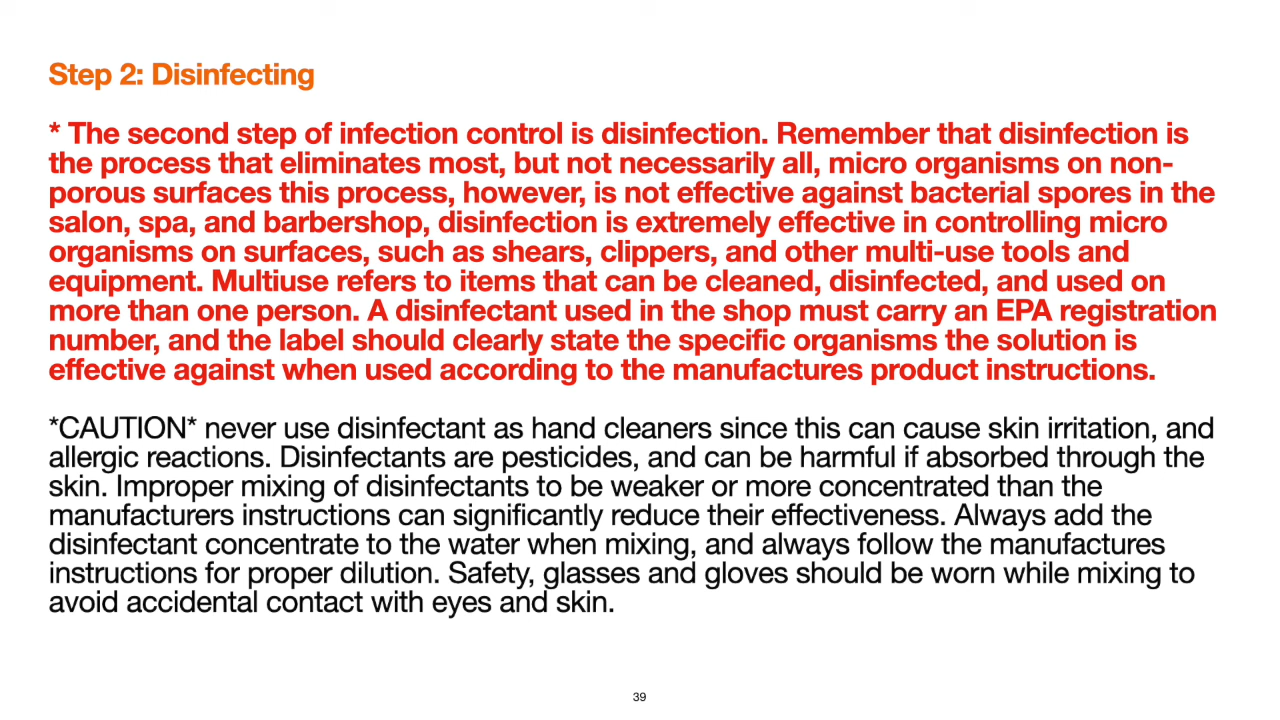 Step 2: Disinfecting
* The second step of infection control is disinfection. Remember that disinfection is
the process that eliminates most, but not necessarily all, micro organisms on non-
porous surfaces this process, however, is not effective against bacterial spores in the
salon, spa, and barbershop, disinfection is extremely effective in controlling micro
organisms on surfaces, such as shears, clippers, and other multi-use tools and
equipment. Multiuse refers to items that can be cleaned, disinfected, and used on
more than one person. A disinfectant used in the shop must carry an EPA registration
number, and the label should clearly state the specific organisms the solution is
effective against when used according to the manufactures product instructions.
*CAUTION* never use disinfectant as hand cleaners since this can cause skin irritation, and
allergic reactions. Disinfectants are pesticides, and can be harmful if absorbed through the
skin. Improper mixing of disinfectants to be weaker or more concentrated than the
manufacturers instructions can significantly reduce their effectiveness. Always add the
disinfectant concentrate to the water when mixing, and always follow the manufactures
instructions for proper dilution. Safety, glasses and gloves should be worn while mixing to
avoid accidental contact with eyes and skin.
39